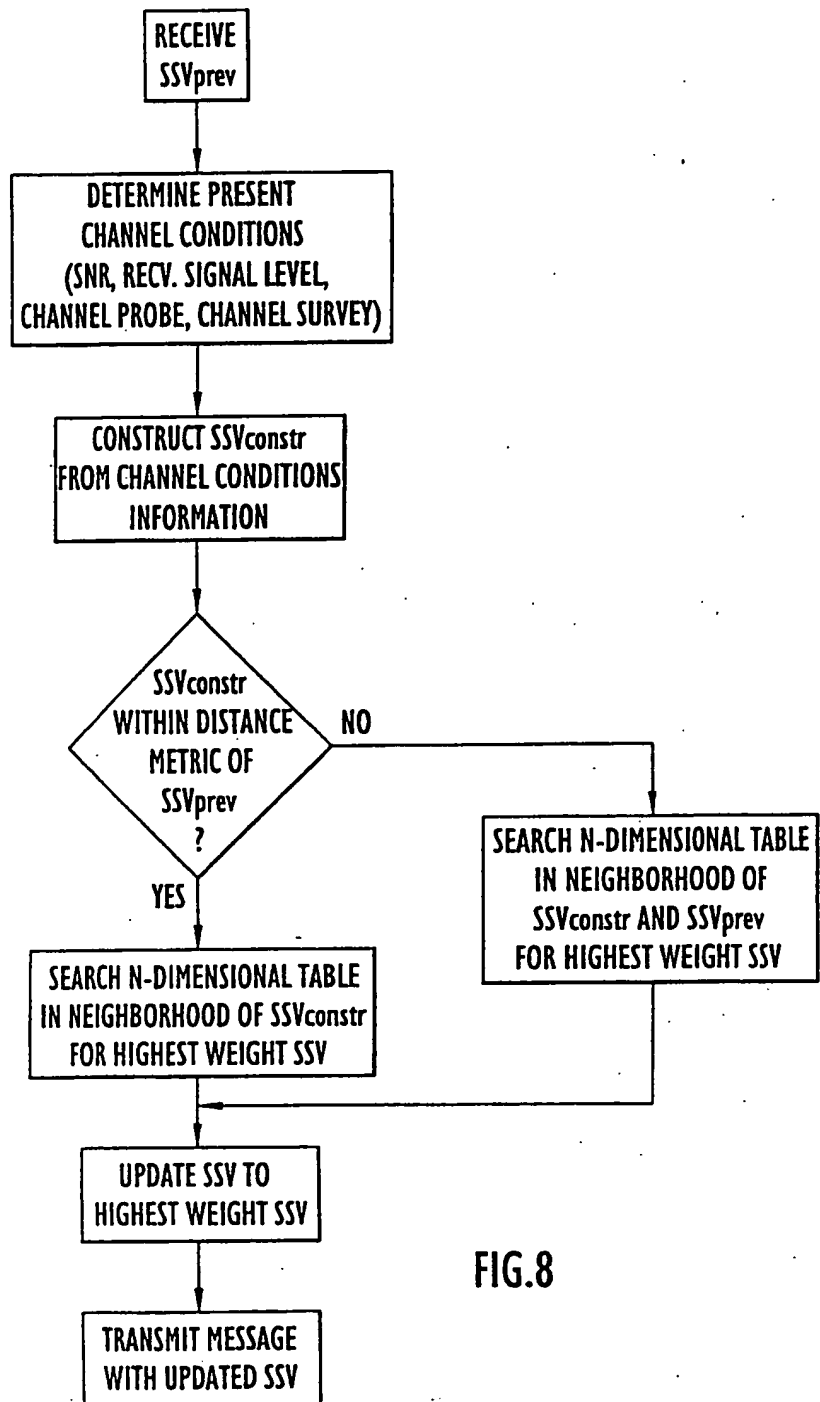 RECEIVE
SSVprev
DETERMINE PRESENT
CHANNEL CONDITIONS
(SNR, RECV. SIGNAL LEVEL,
CHANNEL PROBE, CHANNEL SURVEY)
CONSTRUCT SSVconstr
FROM CHANNEL CONDITIONS
INFORMATION
SSVconstr
WITHIN DISTANCE
METRIC OF
SSVprev
?
NO
YES
SEARCH N-DIMENSIONAL TABLE
IN NEIGHBORHOOD OF
SSVconstr AND SSVprev
FOR HIGHEST WEIGHT SSV
SEARCH N-DIMENSIONAL TABLE
IN NEIGHBORHOOD OF SSVconstr
FOR HIGHEST WEIGHT SSV
UPDATE SSV TO
HIGHEST WEIGHT SSV
TRANSMIT MESSAGE
WITH UPDATED SSV
FIG.8